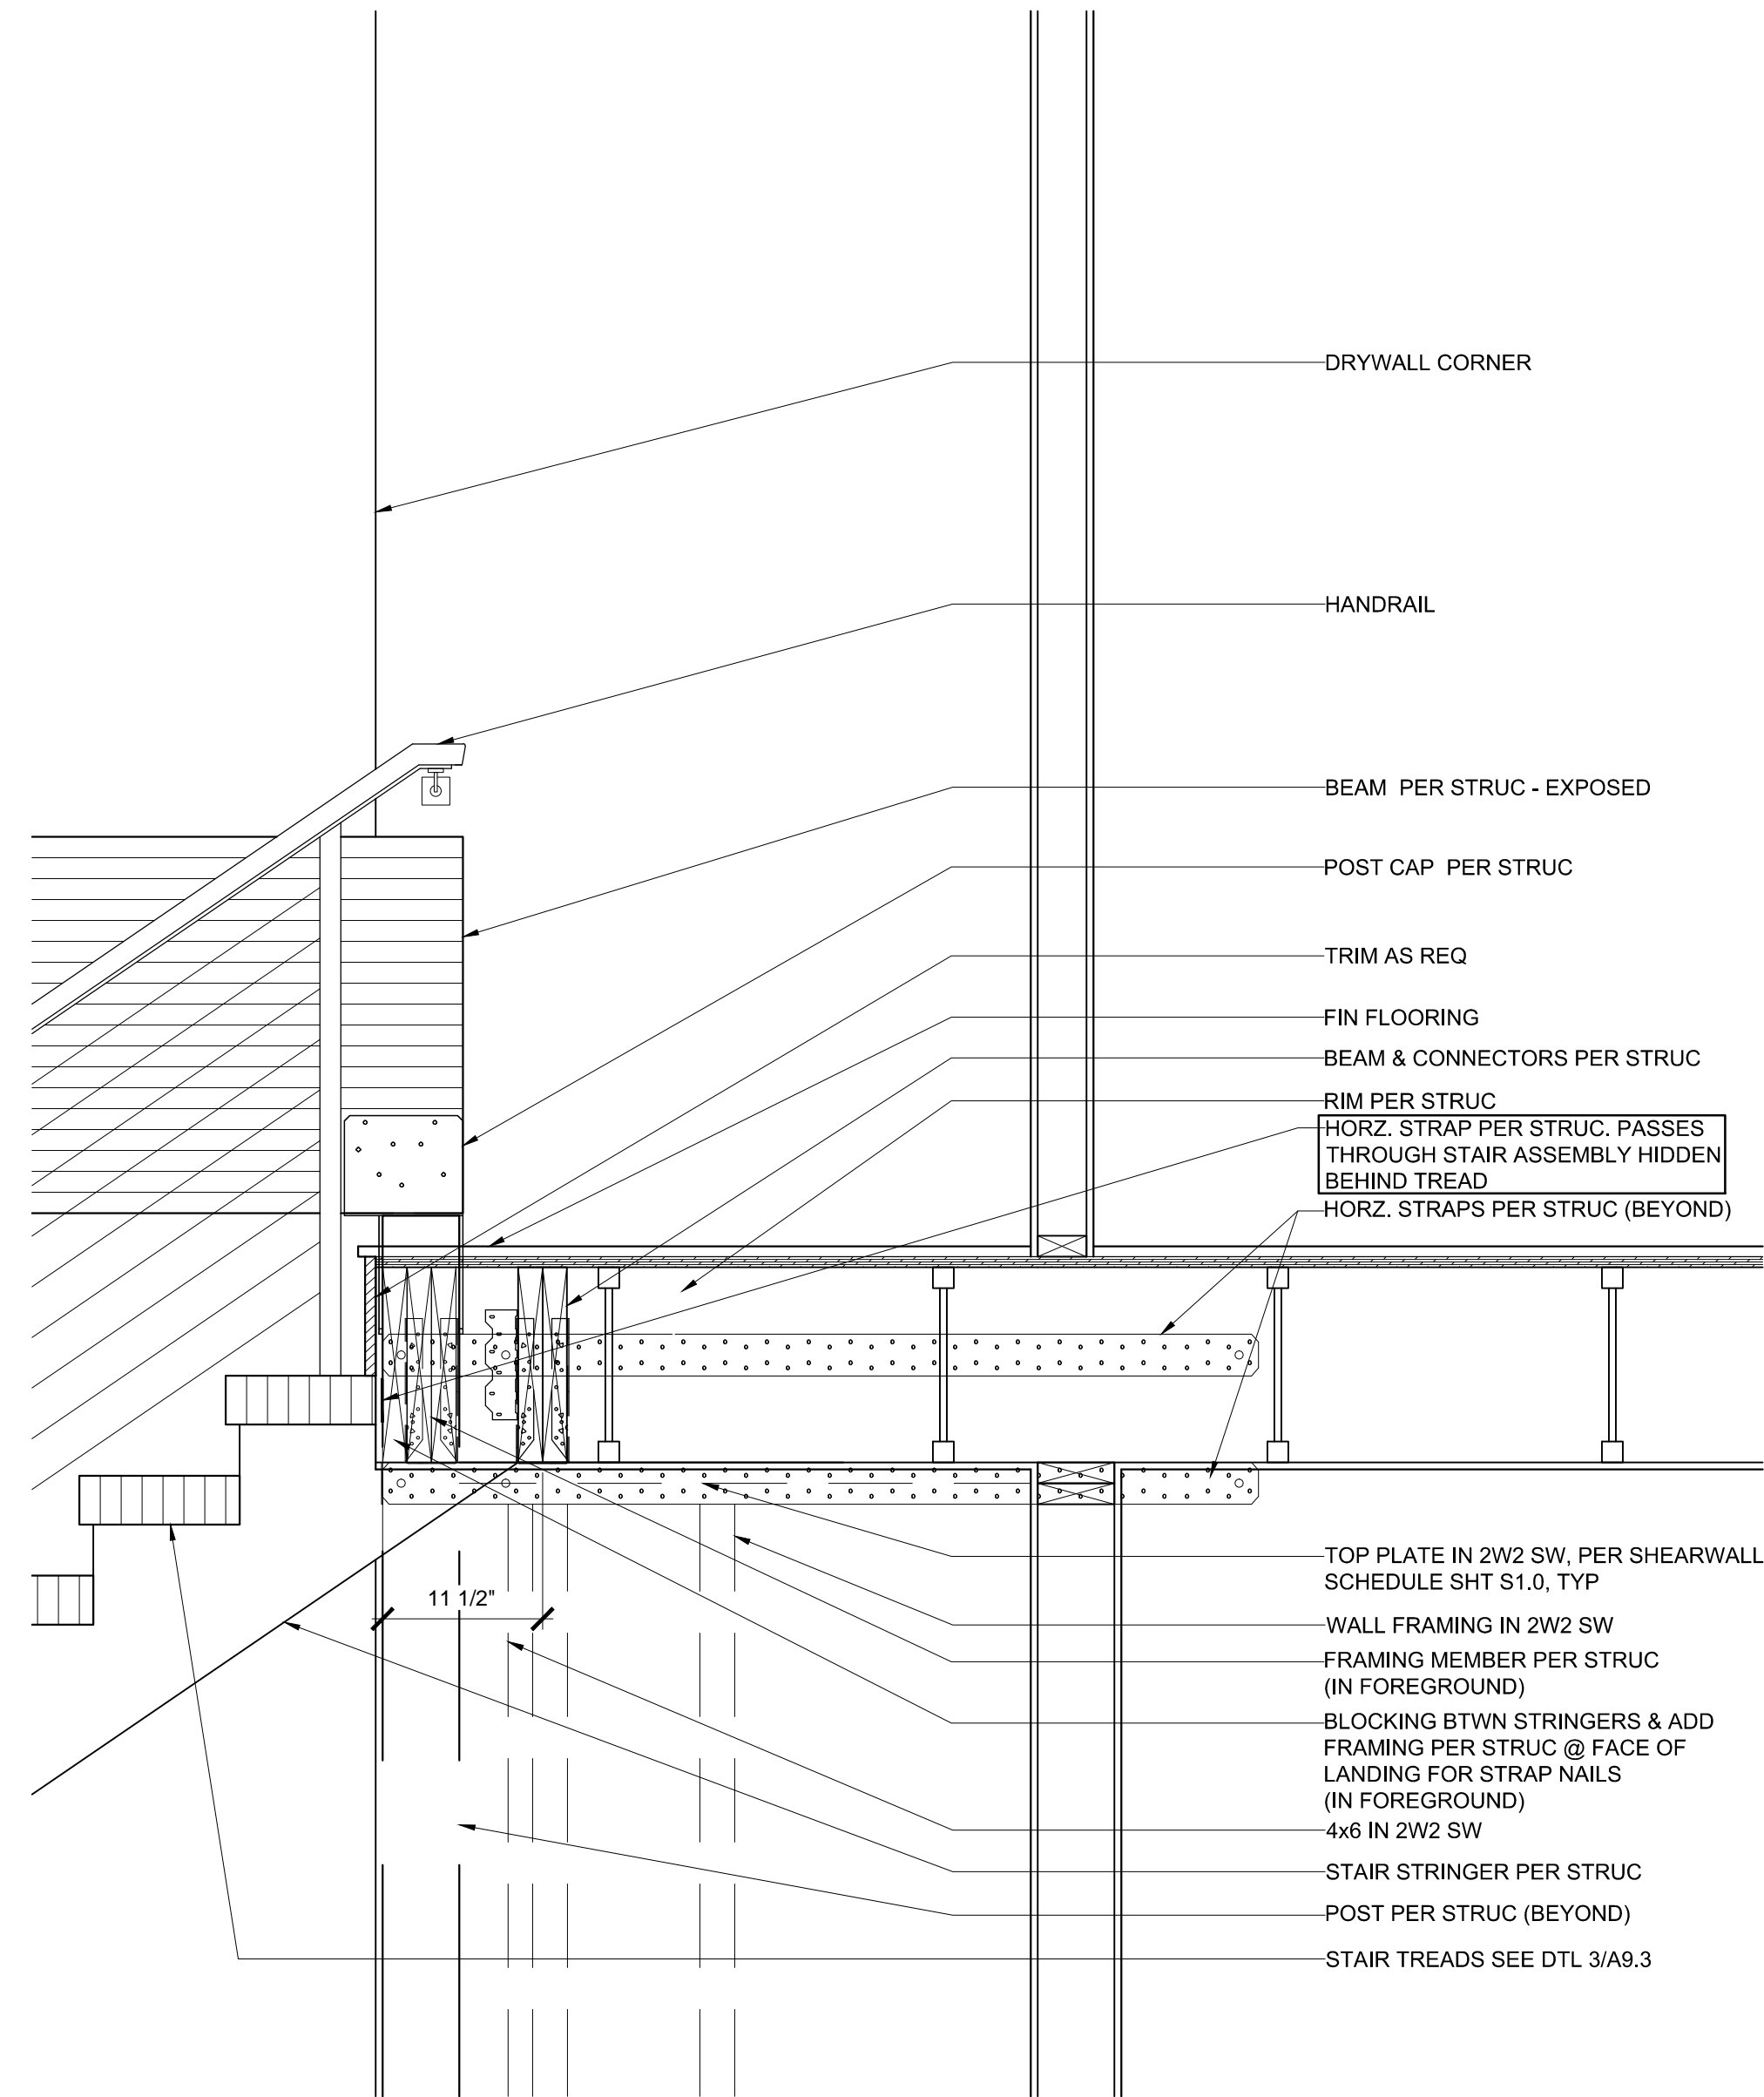 DRYWALL CORNER
HANDRAIL
BEAM PER STRUC - EXPOSED
POST CAP PER STRUC
TRIM AS REQ
FIN FLOORING
BEAM & CONNECTORS PER STRUC
RIM PER STRUC
HORZ. STRAP PER STRUC. PASSES
THROUGH STAIR ASSEMBLY HIDDEN
BEHIND TREAD
HORZ. STRAPS PER STRUC (BEYOND)
TOP PLATE IN 2W2 SW, PER SHEARWALL
SCHEDULE SHT S1.0, TYP
11 1/2"
WALL FRAMING IN 2W2 SW
FRAMING MEMBER PER STRUC
(IN FOREGROUND)
BLOCKING BTWN STRINGERS & ADD
FRAMING PER STRUC @ FACE OF
LANDING FOR STRAP NAILS
(IN FOREGROUND)
4x6 IN 2W2 SW
STAIR STRINGER PER STRUC
POST PER STRUC (BEYOND)
STAIR TREADS SEE DTL 3/A9.3